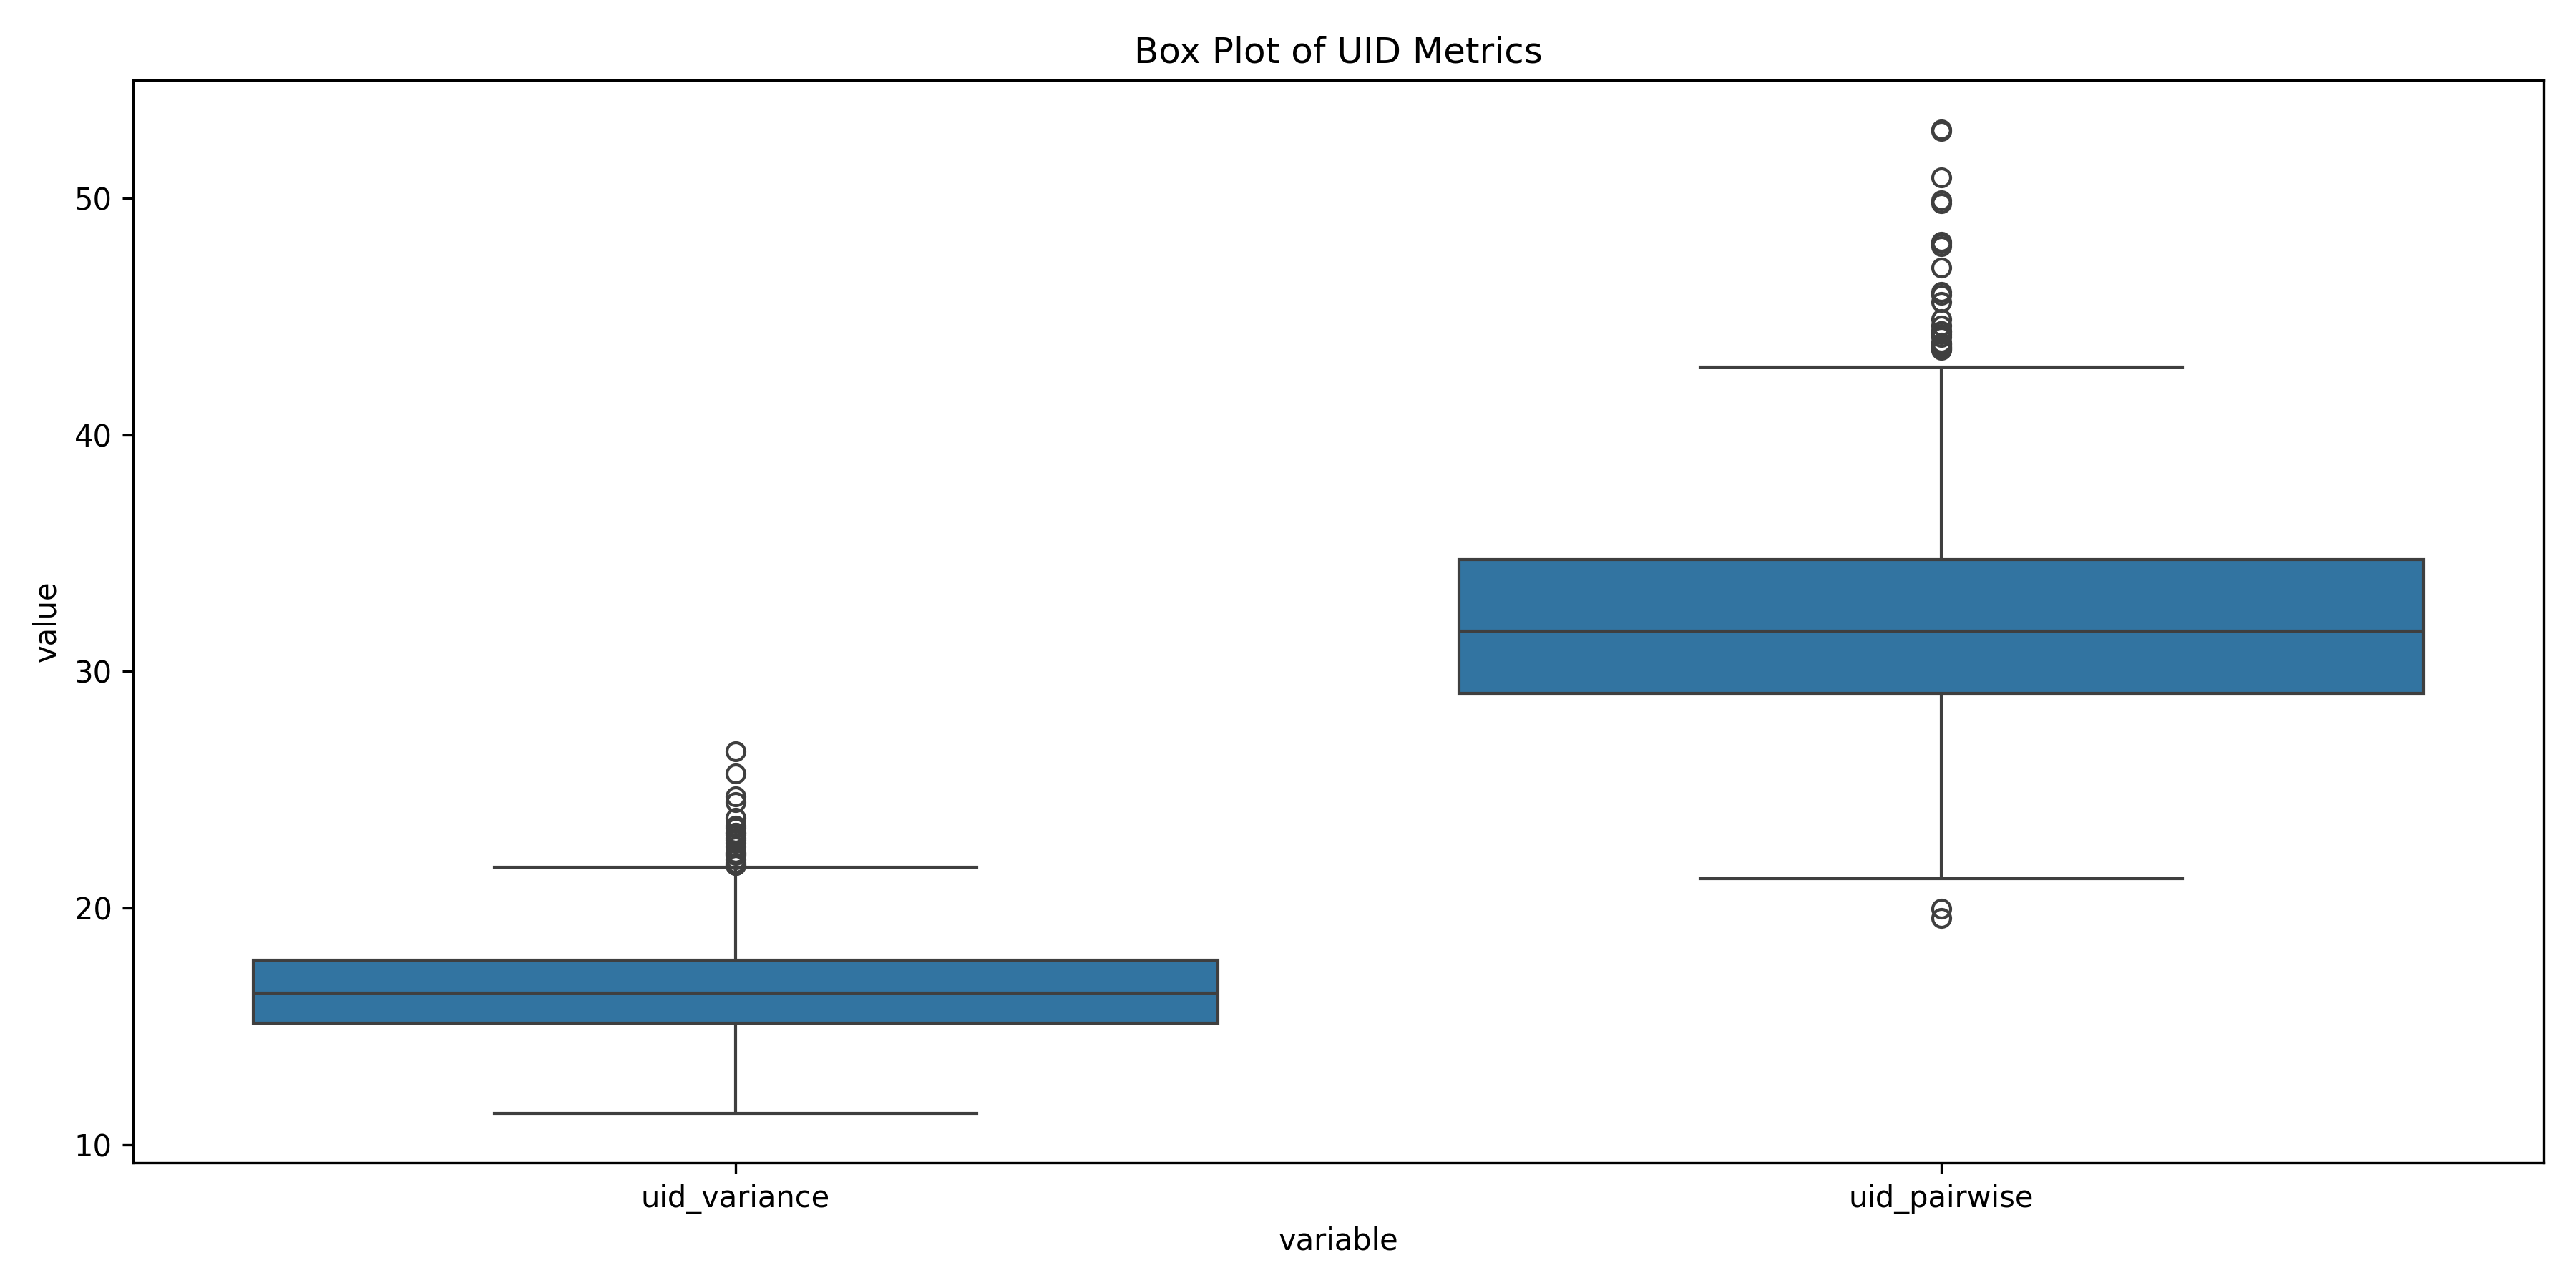 Box Plot of UID Metrics
50
40
30
20
10
value
uid_variance
uid_pairwise
variable